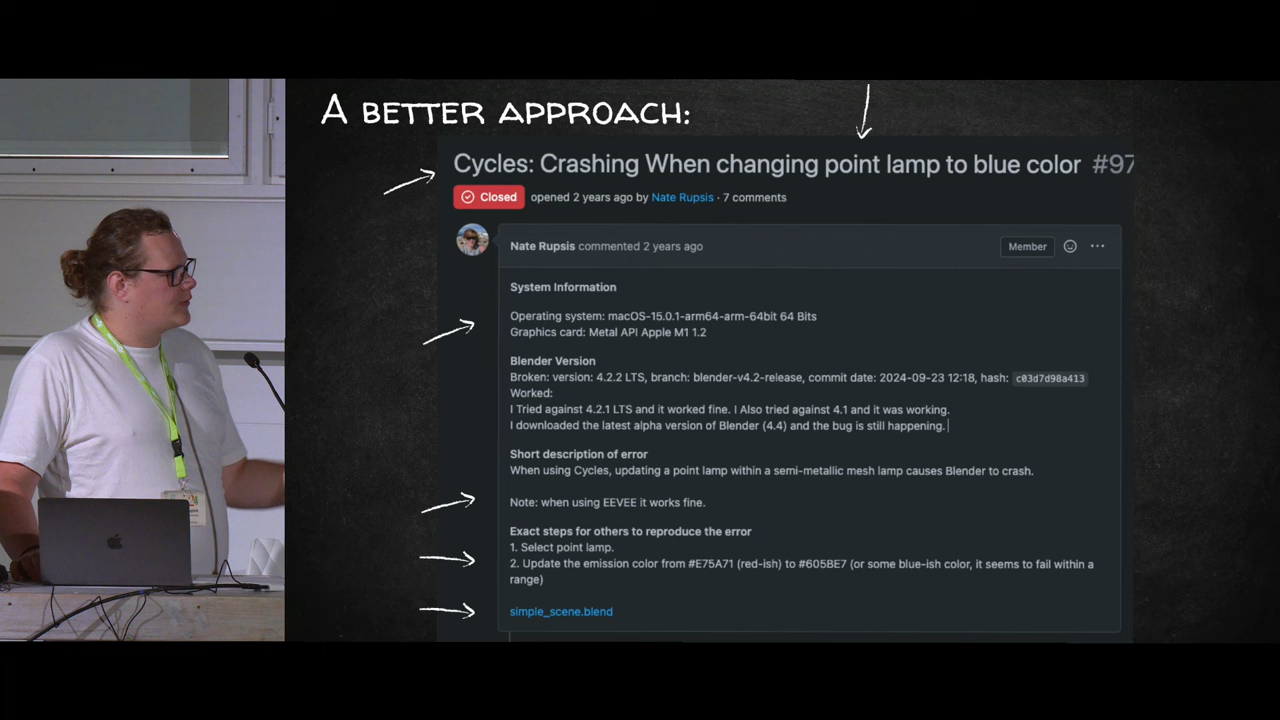 A BETTER APPROACH:
Cycles: Crashing When changing point lamp to blue color #97
Closed opened 2 years ago by Nate Rupsis · 7 comments
Nate Rupsis commented 2 years ago Member
System Information
Operating system: macOS-15.0.1-arm64-arm-64bit 64 Bits
Graphics card: Metal API Apple M1 1.2
Blender Version
Broken: version: 4.2.2 LTS, branch: blender-v4.2-release, commit date: 2024-09-23 12:18, hash: c03d7d98a413
Worked:
I Tried against 4.2.1 LTS and it worked fine. I Also tried against 4.1 and it was working.
I downloaded the latest alpha version of Blender (4.4) and the bug is still happening.
Short description of error
When using Cycles, updating a point lamp within a semi-metallic mesh lamp causes Blender to crash.
Note: when using EEVEE it works fine.
Exact steps for others to reproduce the error
1. Select point lamp.
2. Update the emission color from #E75A71 (red-ish) to #605BE7 (or some blue-ish color, it seems to fail within a
range)
simple_scene.blend